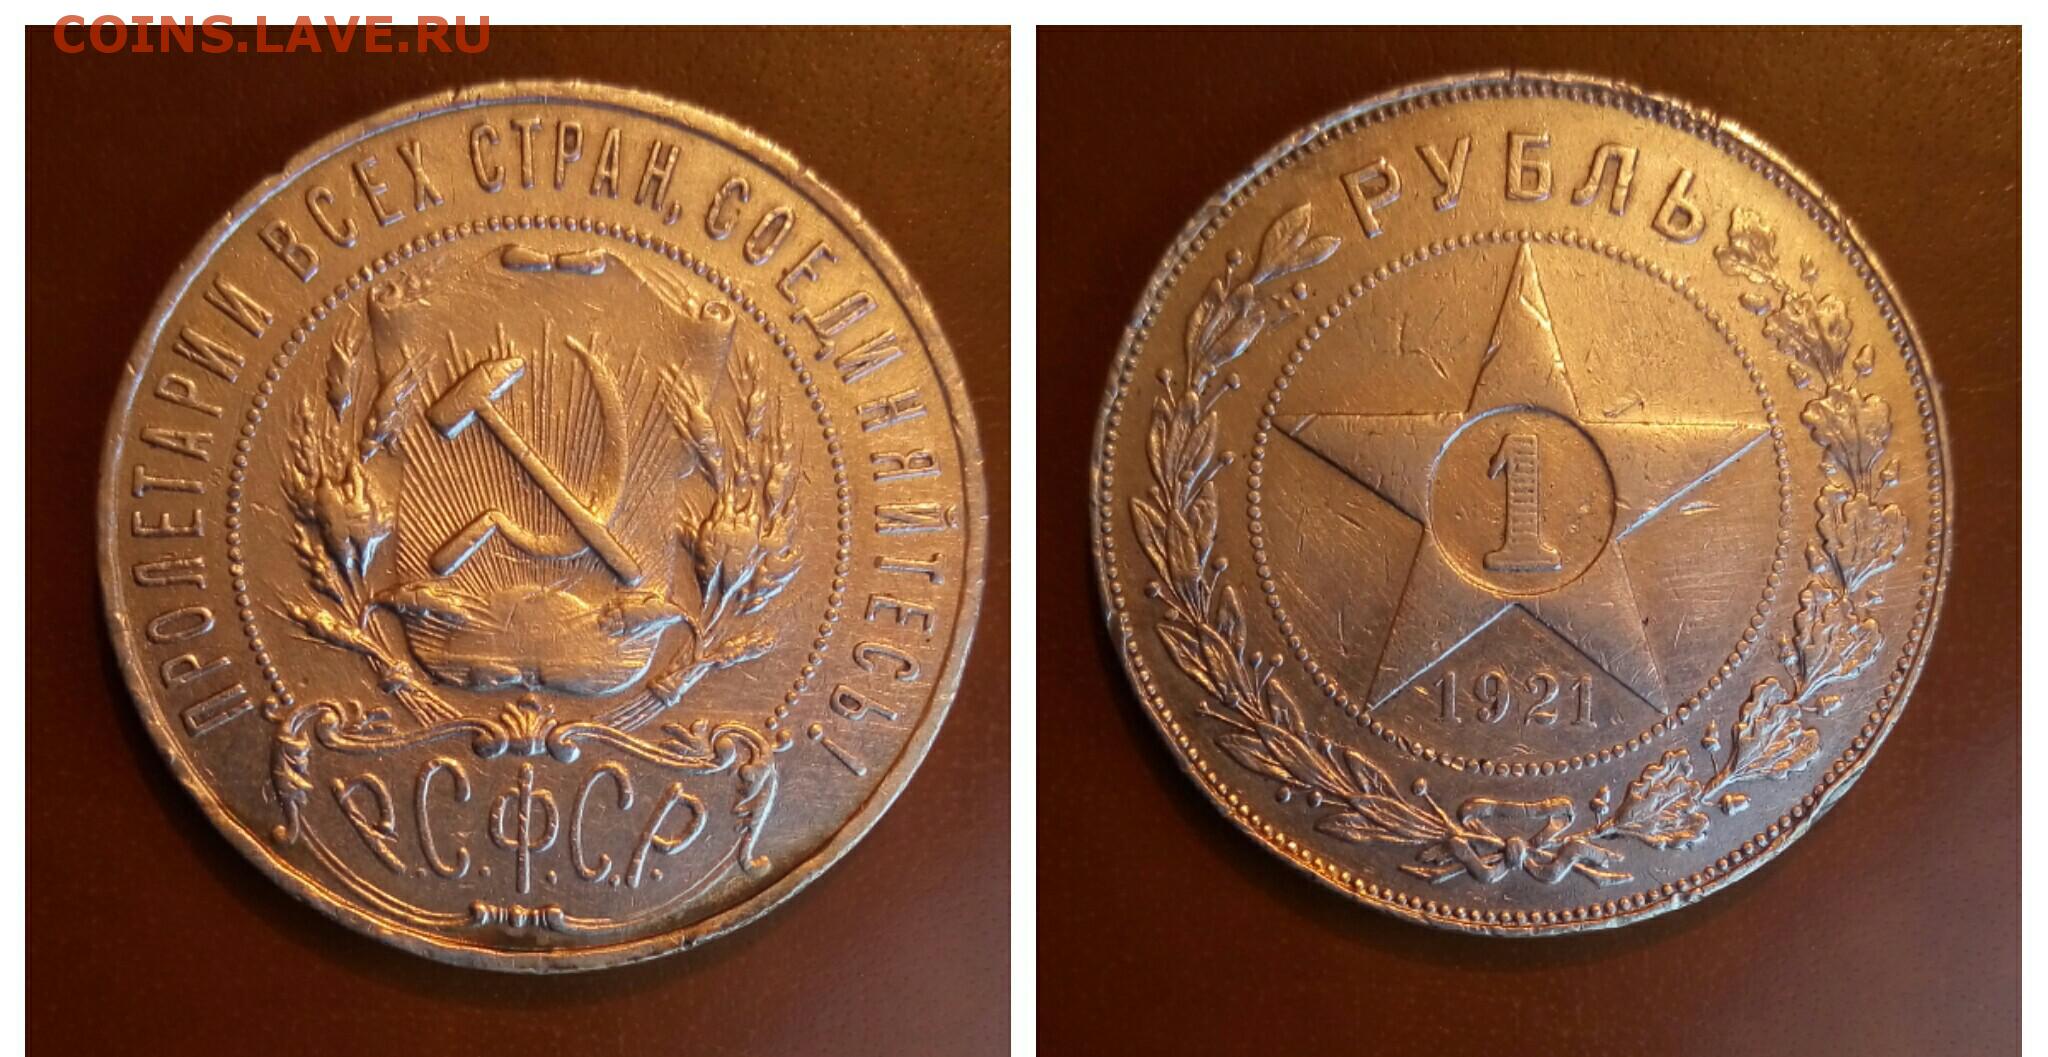 COINS.LAVE.RU
ПРОЛЕТАРИИ ВСЕХ СТРАН, СОЕДИНЯЙТЕСЬ!
Р.С.Ф.С.Р.
РУБЛЬ
1
1921